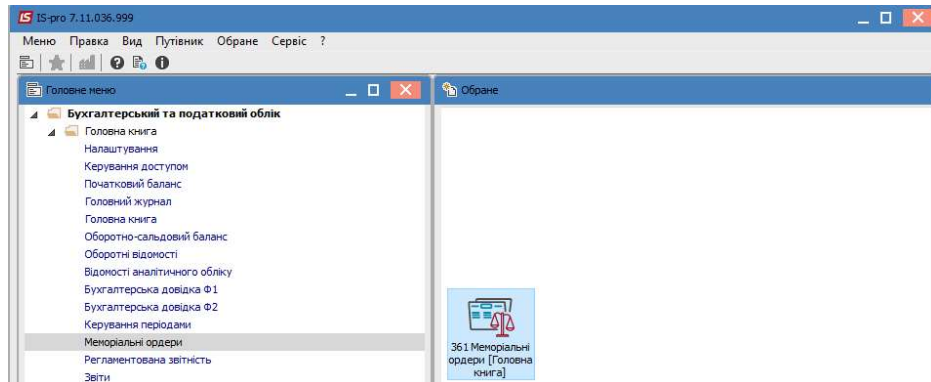 IS-pro 7.11.036.999
Меню Правка Вид Путівник Обране Сервіс ?
Головне меню
Обране
Бухгалтерський та податковий облік
Головна книга
Налаштування
Керування доступом
Початковий баланс
Головний журнал
Головна книга
Оборотно-сальдовий баланс
Оборотні відомості
Відомості аналітичного обліку
Бухгалтерська довідка Ф1
Бухгалтерська довідка Ф2
Керування періодами
Меморіальні ордери
Регламентована звітність
Звіти
361 Меморіальні
ордери [Головна
книга]